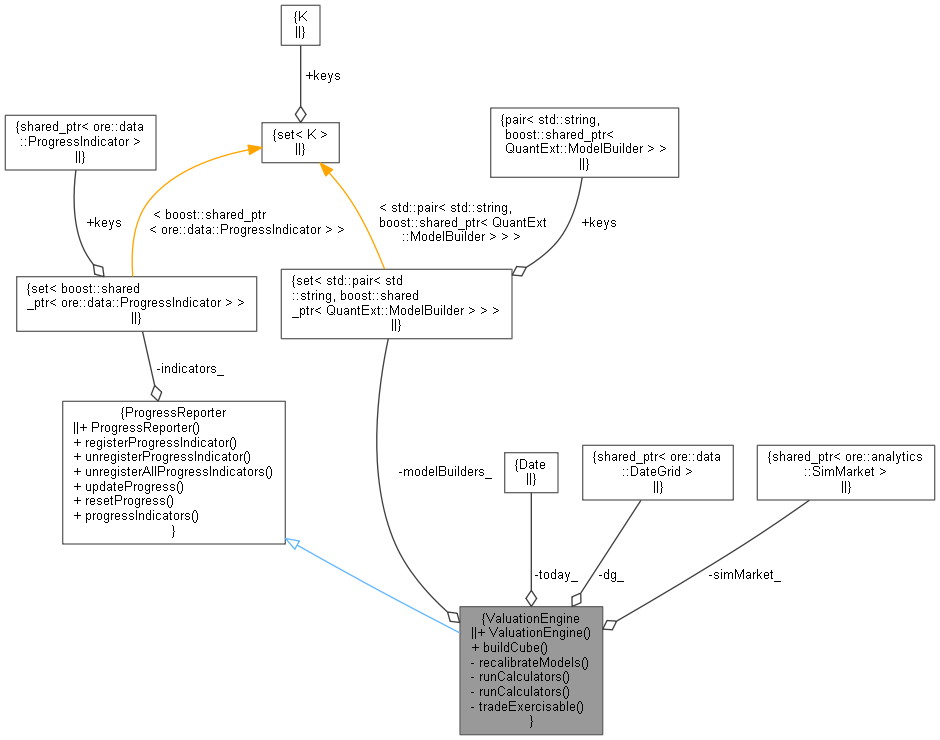 {K
||}
+keys
{shared_ptr< ore::data
::ProgressIndicator >
||}
{set< K >
||}
{pair< std::string,
boost::shared_ptr<
QuantExt::ModelBuilder > >
||}
+keys
< boost::shared_ptr
< ore::data::ProgressIndicator > >
< std::pair< std::string,
boost::shared_ptr< QuantExt
::ModelBuilder > > >
+keys
{set< boost::shared
_ptr< ore::data::ProgressIndicator > >
||}
{set< std::pair< std
::string, boost::shared
_ptr< QuantExt::ModelBuilder > > >
||}
-indicators_
{ProgressReporter
||+ ProgressReporter()
+ registerProgressIndicator()
+ unregisterProgressIndicator()
+ unregisterAllProgressIndicators()
+ updateProgress()
+ resetProgress()
+ progressIndicators()
}
-modelBuilders_
{Date
||}
{shared_ptr< ore::data
::DateGrid >
||}
{shared_ptr< ore::analytics
::SimMarket >
||}
-today_
-dg_
-simMarket_
{ValuationEngine
||+ ValuationEngine()
+ buildCube()
- recalibrateModels()
- runCalculators()
- runCalculators()
- tradeExercisable()
}